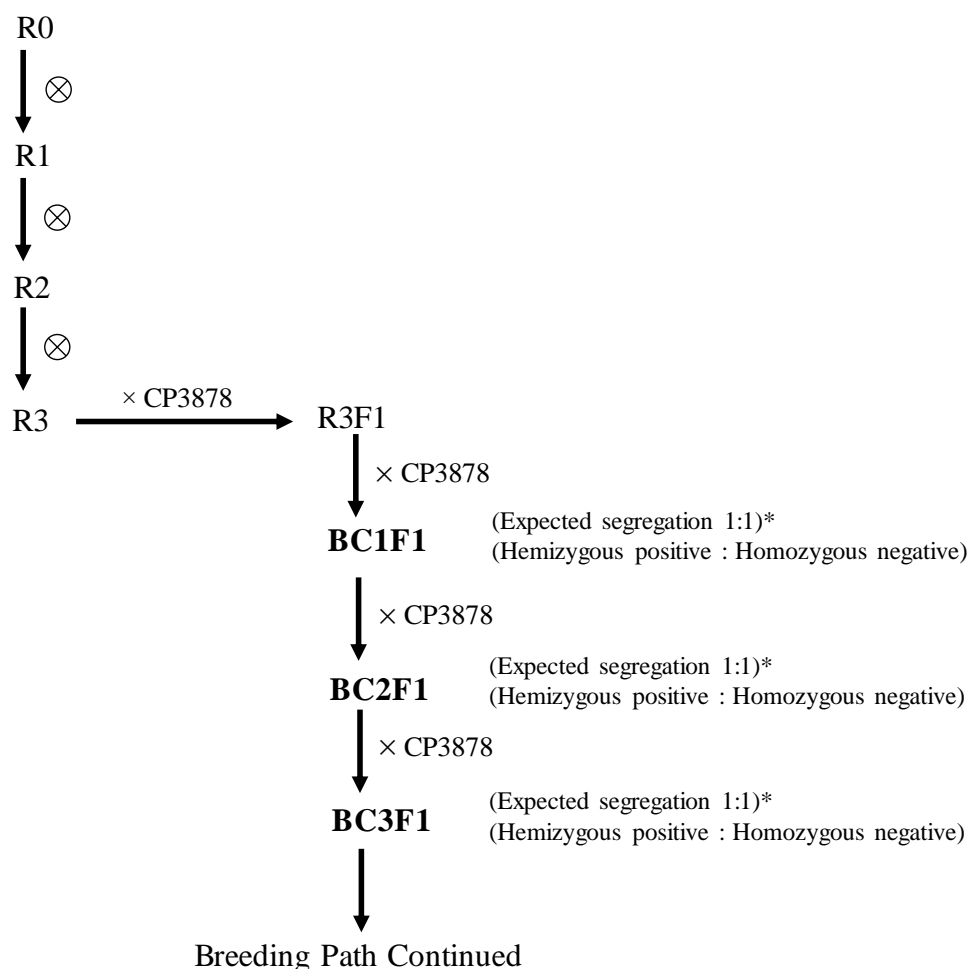 R0
⊗
R1
⊗
R2
⊗
R3
× CP3878
R3F1
× CP3878
BC1F1
(Expected segregation 1:1)*
(Hemizygous positive : Homozygous negative)
× CP3878
BC2F1
(Expected segregation 1:1)*
(Hemizygous positive : Homozygous negative)
× CP3878
BC3F1
(Expected segregation 1:1)*
(Hemizygous positive : Homozygous negative)
Breeding Path Continued